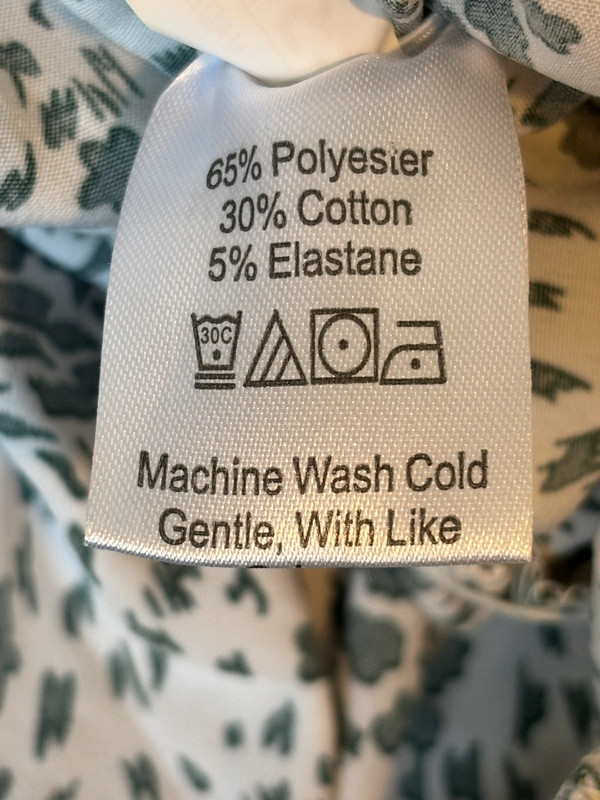 65% Polyester
30% Cotton
5% Elastane
30C
Machine Wash Cold
Gentle, With Like